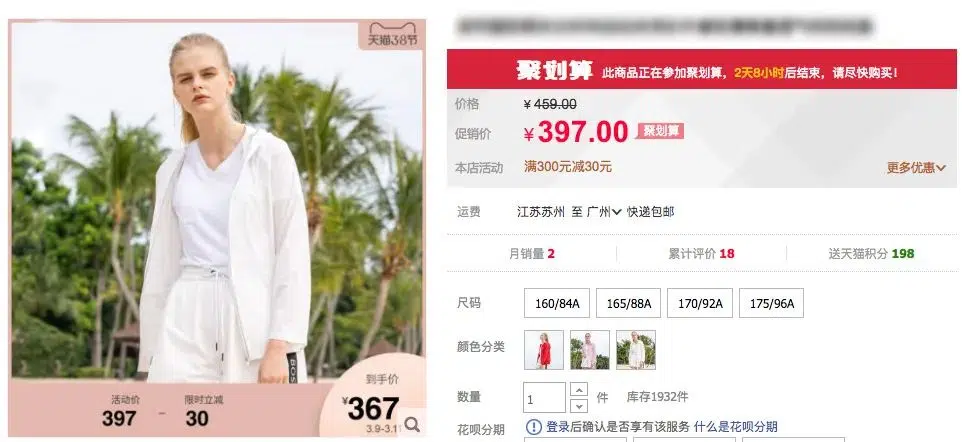 天猫38节
活动价
397
-
限时立减
30
到手价
¥367
3.9-3.11
BOS
聚划算 此商品正在参加聚划算，2天8小时后结束，请尽快购买！
价格 ¥459.00
促销价 ¥397.00 聚划算
本店活动 满300元减30元 更多优惠
运费 江苏苏州 至 广州 快递包邮
月销量 2 累计评价 18 送天猫积分 198
尺码 160/84A 165/88A 170/92A 175/96A
颜色分类
数量 1 件 库存1932件
花呗分期 登录后确认是否享有该服务 什么是花呗分期